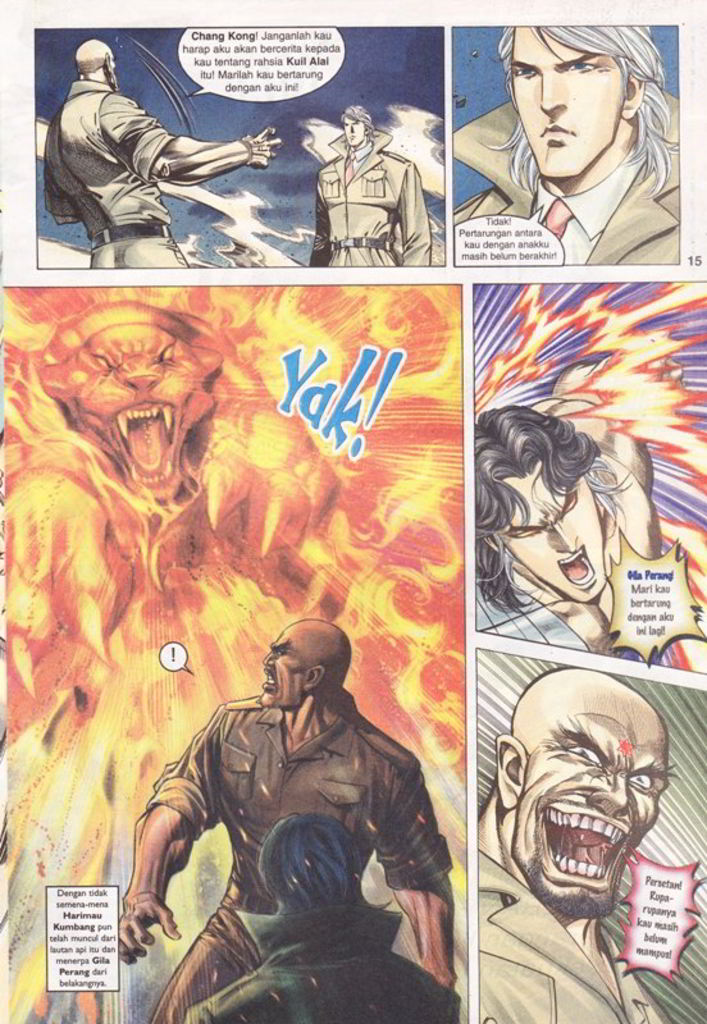 Chang Kong! Janganlah kau
harap aku akan bercerita kepada
kau tentang rahsia Kuil Alai
itu! Marilah kau bertarung
dengan aku ini!
Tidak!
Pertarungan antara
kau dengan anakku
masih belum berakhir!
15
Yak!
!
Dengan tidak
semena-mena
Harimau
Kumbang pun
telah muncul dari
lautan api itu dan
menerpa Gila
Perang dari
belakangnya.
Gila Perang!
Mari kau
bertarung
dengan aku
ini lagi!
Persetan!
Rupa-
rupanya
kau masih
belum
mampus!